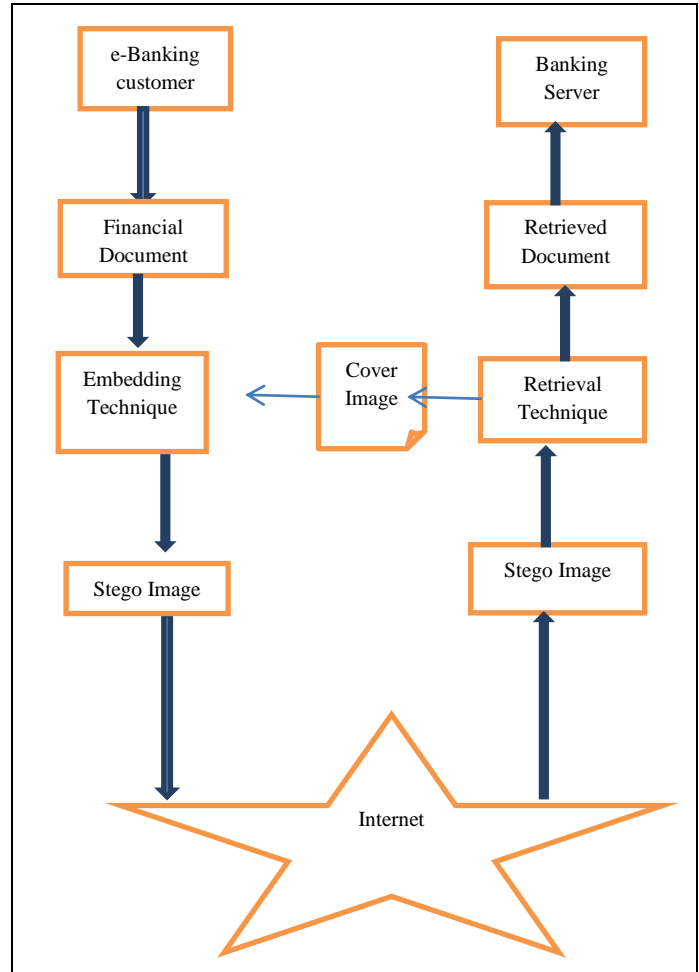 e-Banking
customer
Banking
Server
Financial
Document
Retrieved
Document
Embedding
Technique
Cover
Image
Retrieval
Technique
Stego Image
Stego Image
Internet